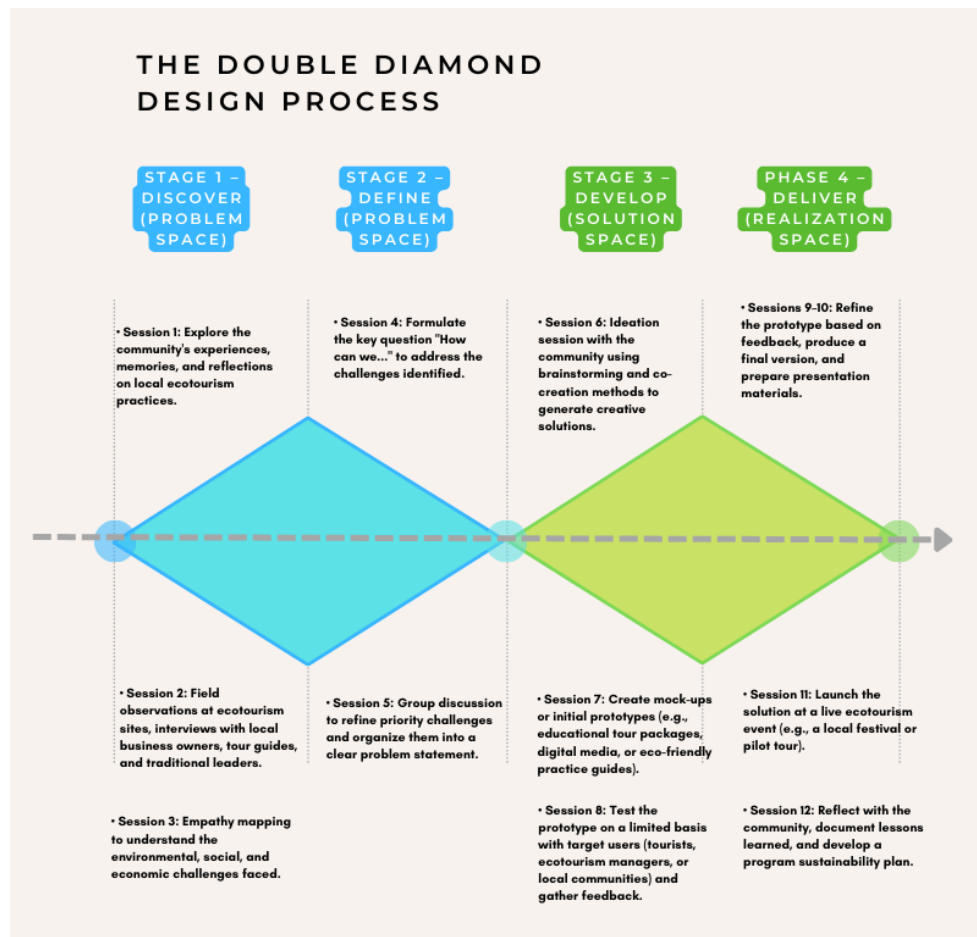 THE DOUBLE DIAMOND
DESIGN PROCESS
STAGE 1 –
DISCOVER
(PROBLEM
SPACE)
STAGE 2 –
DEFINE
(PROBLEM
SPACE)
STAGE 3 –
DEVELOP
(SOLUTION
SPACE)
PHASE 4 –
DELIVER
(REALIZATION
SPACE)
• Session 1: Explore the
community's experiences,
memories, and reflections
on local ecotourism
practices.
• Session 4: Formulate
the key question "How
can we..." to address the
challenges identified.
• Session 6: Ideation
session with the
community using
brainstorming and co-
creation methods to
generate creative
solutions.
• Sessions 9-10: Refine
the prototype based on
feedback, produce a
final version, and
prepare presentation
materials.
• Session 2: Field
observations at ecotourism
sites, interviews with local
business owners, tour guides,
and traditional leaders.
• Session 3: Empathy mapping
to understand the
environmental, social, and
economic challenges faced.
• Session 5: Group discussion
to refine priority challenges
and organize them into a
clear problem statement.
• Session 7: Create mock-ups
or initial prototypes (e.g.,
educational tour packages,
digital media, or eco-friendly
practice guides).
• Session 8: Test the
prototype on a limited basis
with target users (tourists,
ecotourism managers, or
local communities) and
gather feedback.
• Session 11: Launch the
solution at a live ecotourism
event (e.g., a local festival or
pilot tour).
• Session 12: Reflect with the
community, document lessons
learned, and develop a
program sustainability plan.